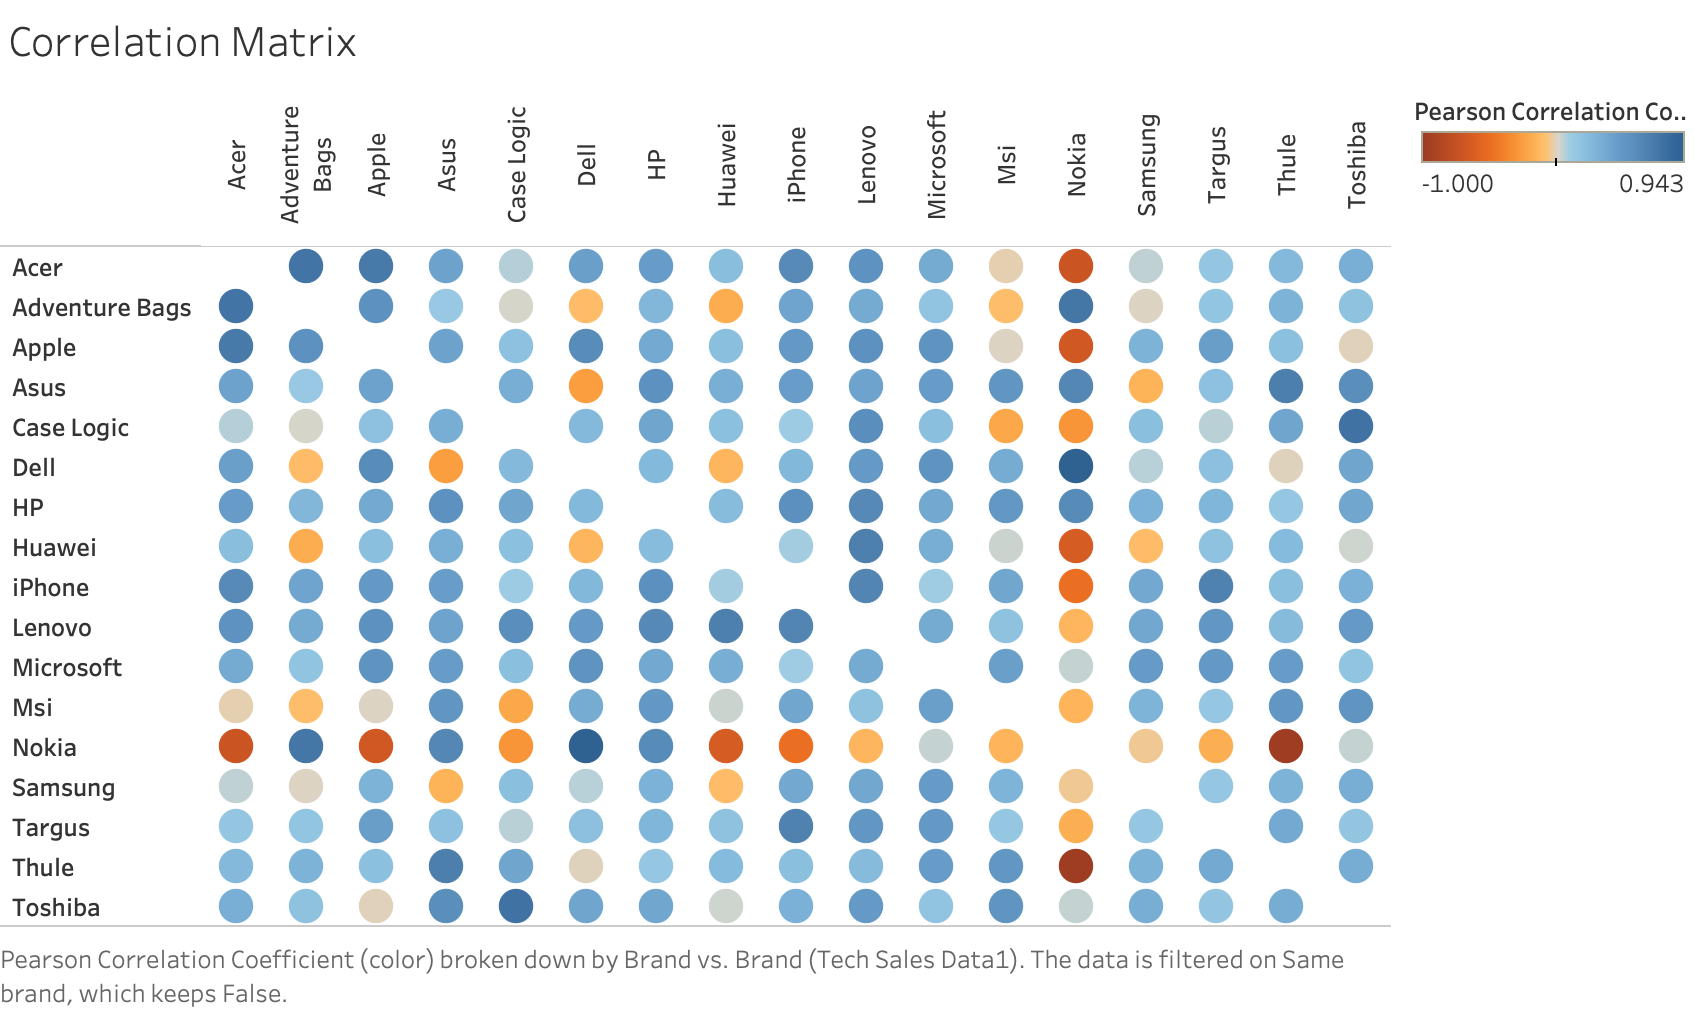 Correlation Matrix
Acer
Adventure
Bags
Apple
Asus
Case Logic
Dell
HP
Huawei
iPhone
Lenovo
Microsoft
Msi
Nokia
Samsung
Targus
Thule
Toshiba
Pearson Correlation Co..
-1.000 0.943
Acer
Adventure Bags
Apple
Asus
Case Logic
Dell
HP
Huawei
iPhone
Lenovo
Microsoft
Msi
Nokia
Samsung
Targus
Thule
Toshiba
Pearson Correlation Coefficient (color) broken down by Brand vs. Brand (Tech Sales Data1). The data is filtered on Same
brand, which keeps False.